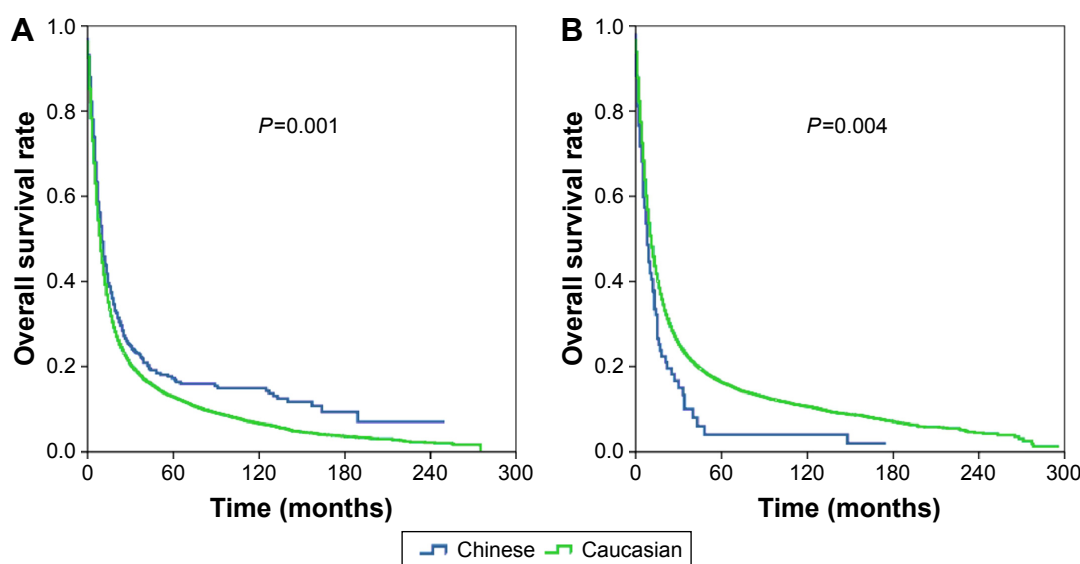 A
Overall survival rate
1.0
0.8
0.6
0.4
0.2
0.0
P=0.001
0 60 120 180 240 300
Time (months)
B
Overall survival rate
1.0
0.8
0.6
0.4
0.2
0.0
P=0.004
0 60 120 180 240 300
Time (months)
Chinese Caucasian